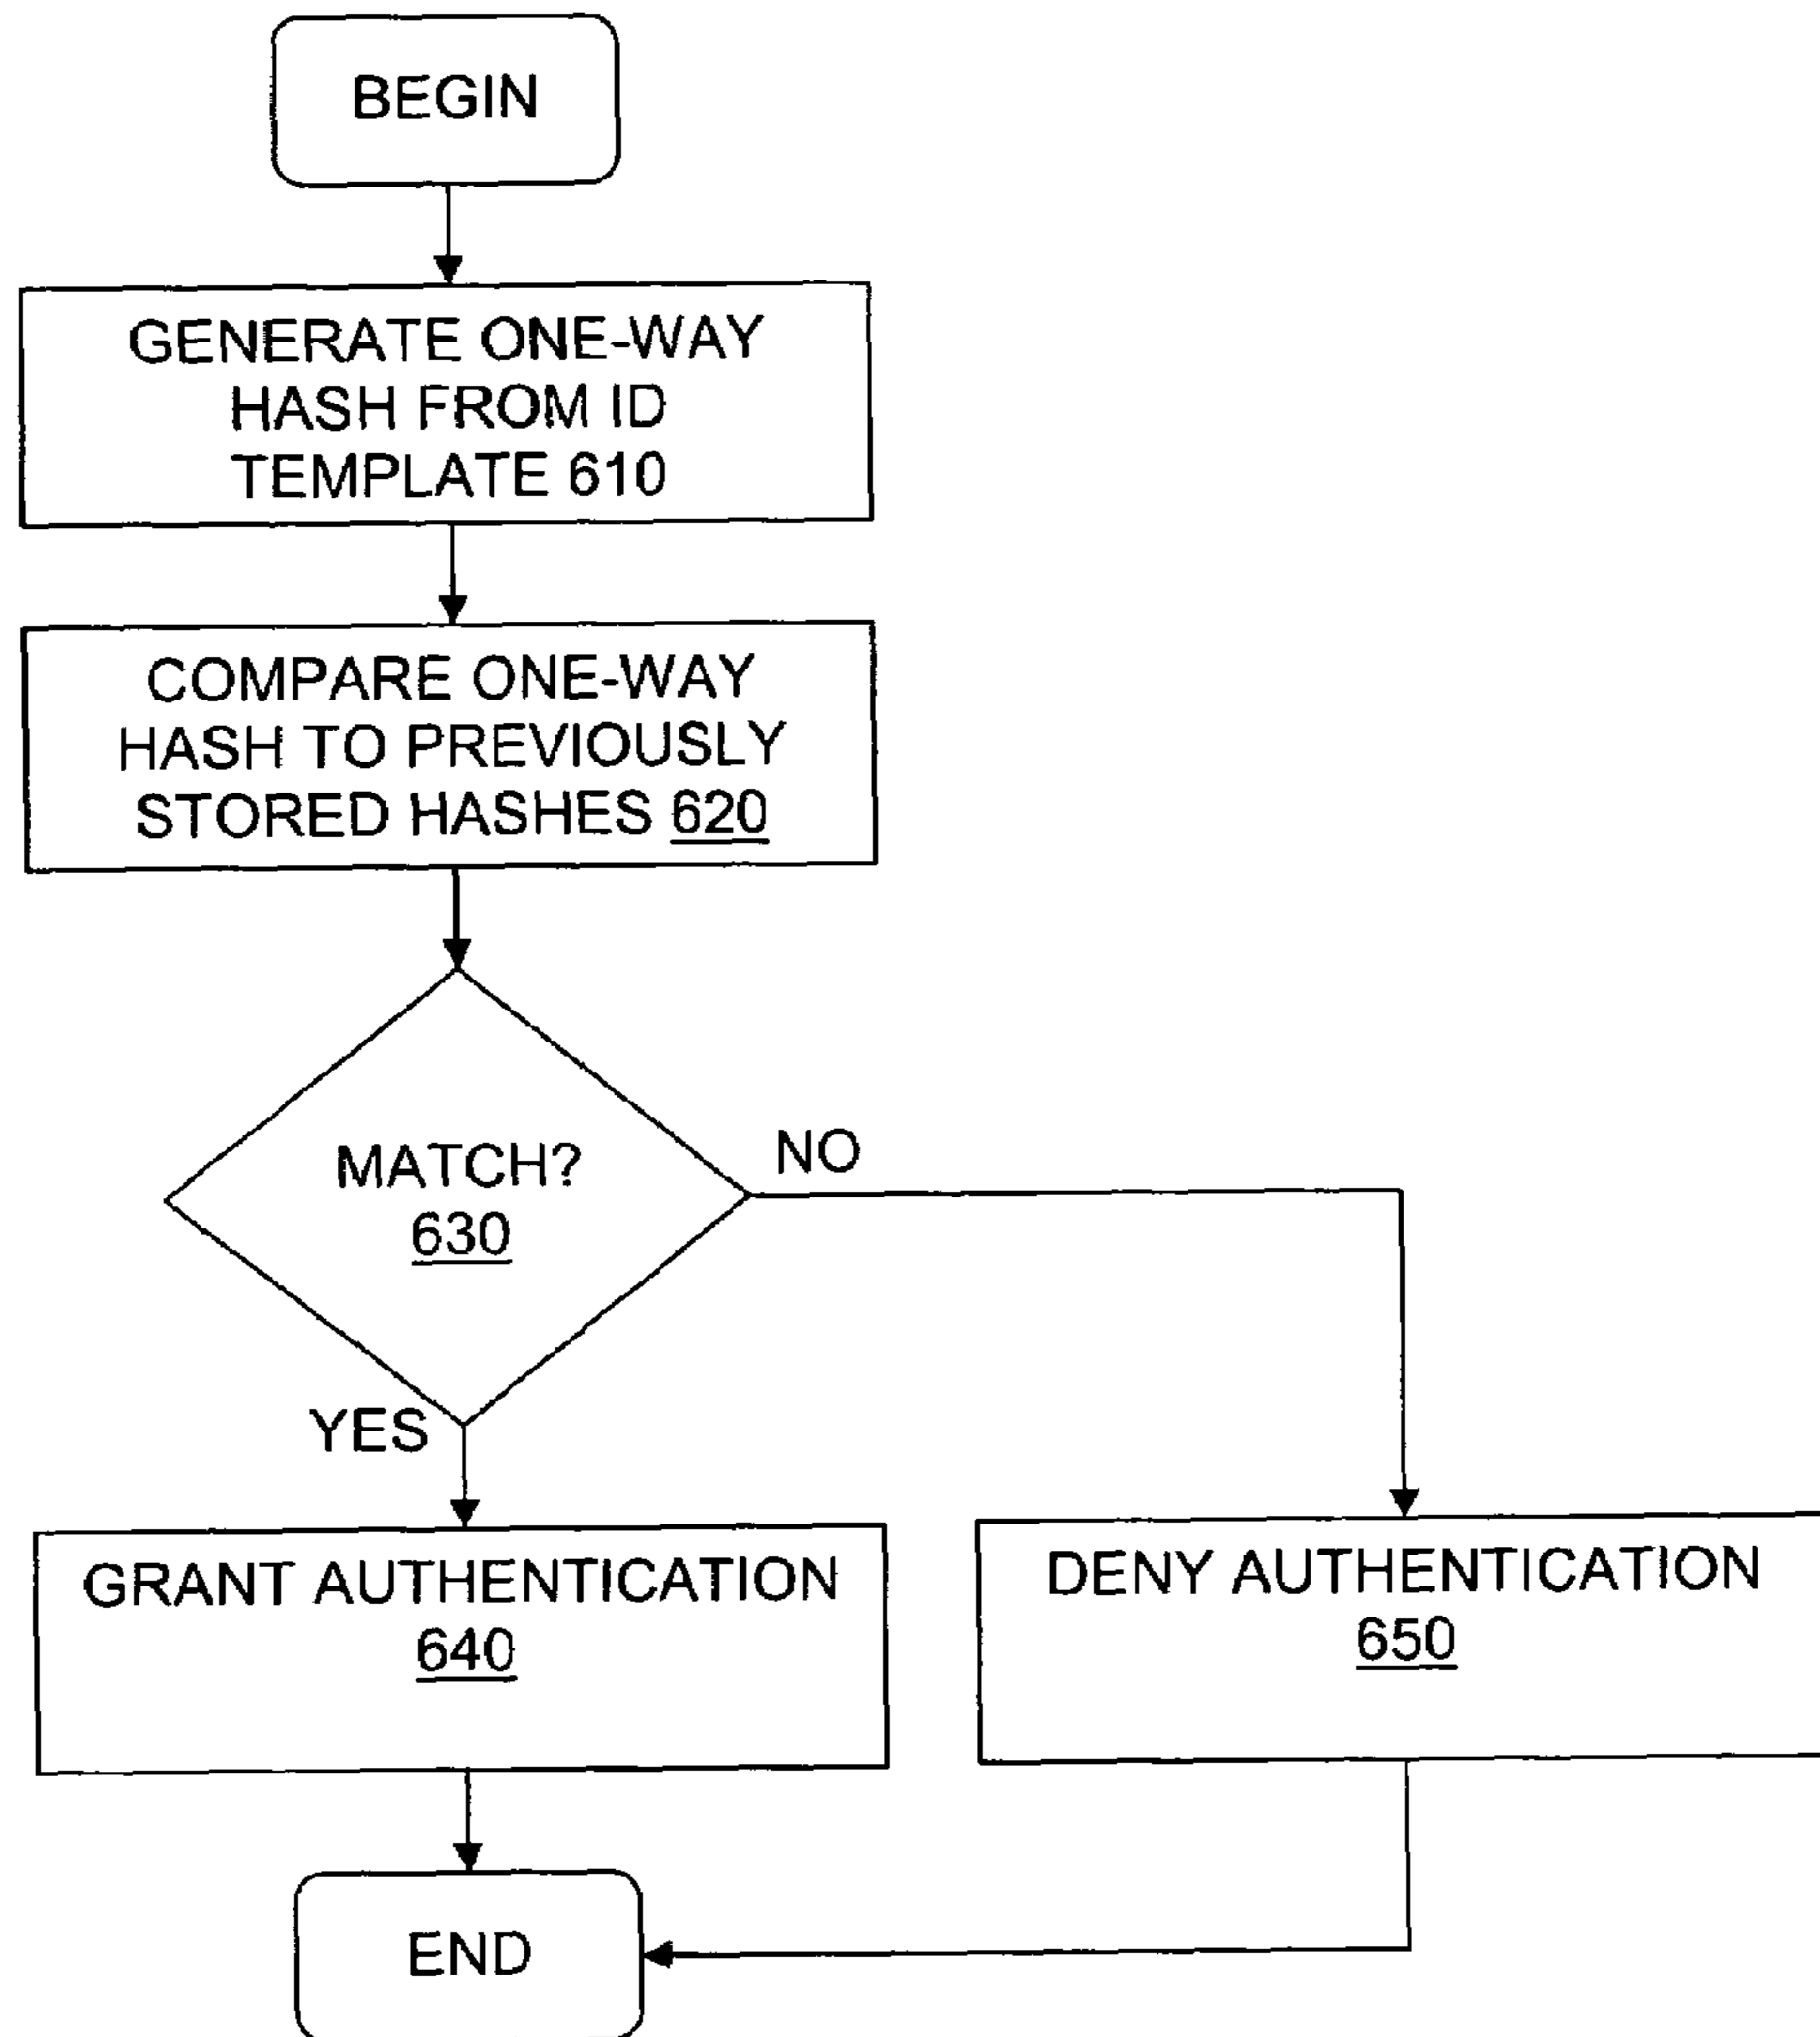 BEGIN
GENERATE ONE-WAY
HASH FROM ID
TEMPLATE 610
COMPARE ONE-WAY
HASH TO PREVIOUSLY
STORED HASHES 620
MATCH?
630
NO
YES
GRANT AUTHENTICATION
640
DENY AUTHENTICATION
650
END